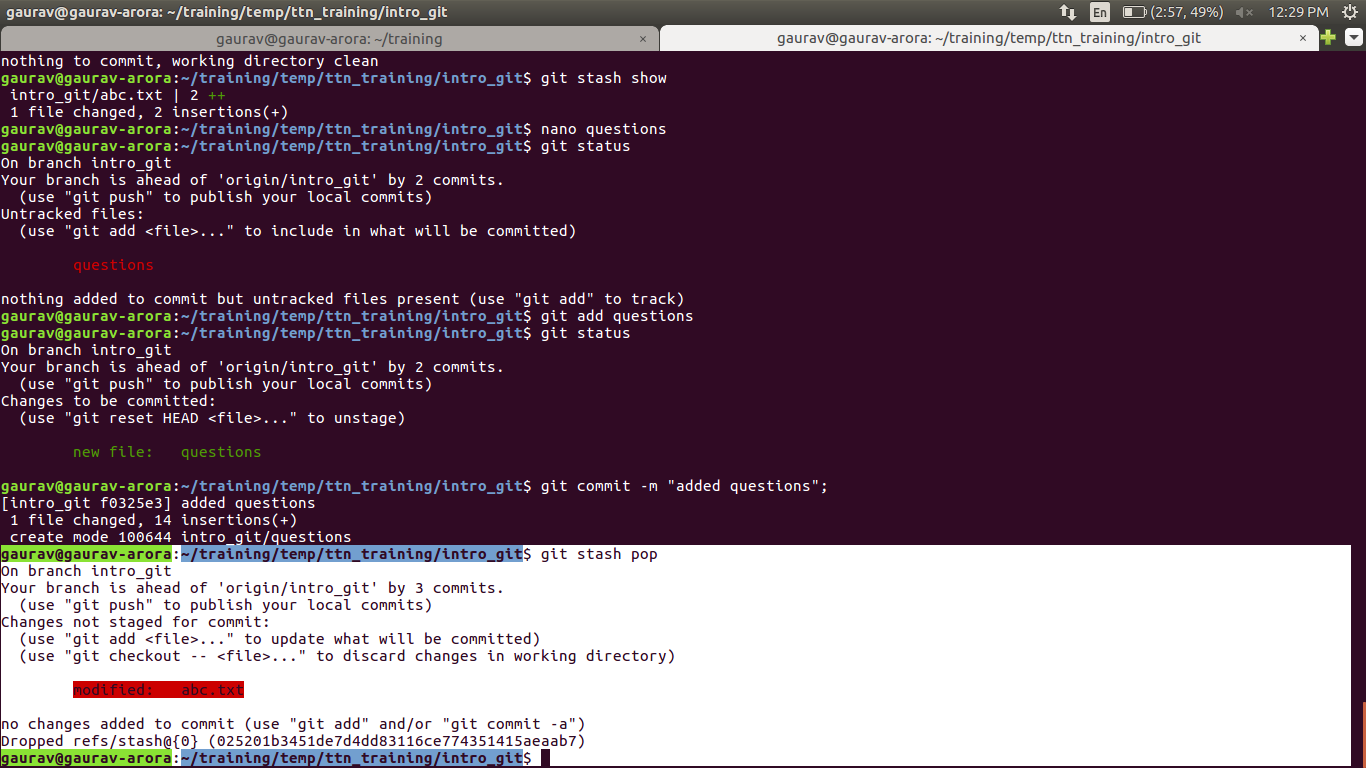 gaurav@gaurav-arora: ~/training/temp/ttn_training/intro_git
En (2:57, 49%) 12:29 PM
gaurav@gaurav-arora: ~/training × gaurav@gaurav-arora: ~/training/temp/ttn_training/intro_git ×
nothing to commit, working directory clean
gaurav@gaurav-arora:~/training/temp/ttn_training/intro_git$ git stash show
 intro_git/abc.txt | 2 ++
 1 file changed, 2 insertions(+)
gaurav@gaurav-arora:~/training/temp/ttn_training/intro_git$ nano questions
gaurav@gaurav-arora:~/training/temp/ttn_training/intro_git$ git status
On branch intro_git
Your branch is ahead of 'origin/intro_git' by 2 commits.
  (use "git push" to publish your local commits)
Untracked files:
  (use "git add <file>..." to include in what will be committed)
        questions
nothing added to commit but untracked files present (use "git add" to track)
gaurav@gaurav-arora:~/training/temp/ttn_training/intro_git$ git add questions
gaurav@gaurav-arora:~/training/temp/ttn_training/intro_git$ git status
On branch intro_git
Your branch is ahead of 'origin/intro_git' by 2 commits.
  (use "git push" to publish your local commits)
Changes to be committed:
  (use "git reset HEAD <file>..." to unstage)
        new file:   questions
gaurav@gaurav-arora:~/training/temp/ttn_training/intro_git$ git commit -m "added questions";
[intro_git f0325e3] added questions
 1 file changed, 14 insertions(+)
 create mode 100644 intro_git/questions
gaurav@gaurav-arora:~/training/temp/ttn_training/intro_git$ git stash pop
On branch intro_git
Your branch is ahead of 'origin/intro_git' by 3 commits.
  (use "git push" to publish your local commits)
Changes not staged for commit:
  (use "git add <file>..." to update what will be committed)
  (use "git checkout -- <file>..." to discard changes in working directory)
        modified:   abc.txt
no changes added to commit (use "git add" and/or "git commit -a")
Dropped refs/stash@{0} (025201b3451de7d4dd83116ce774351415aeaab7)
gaurav@gaurav-arora:~/training/temp/ttn_training/intro_git$